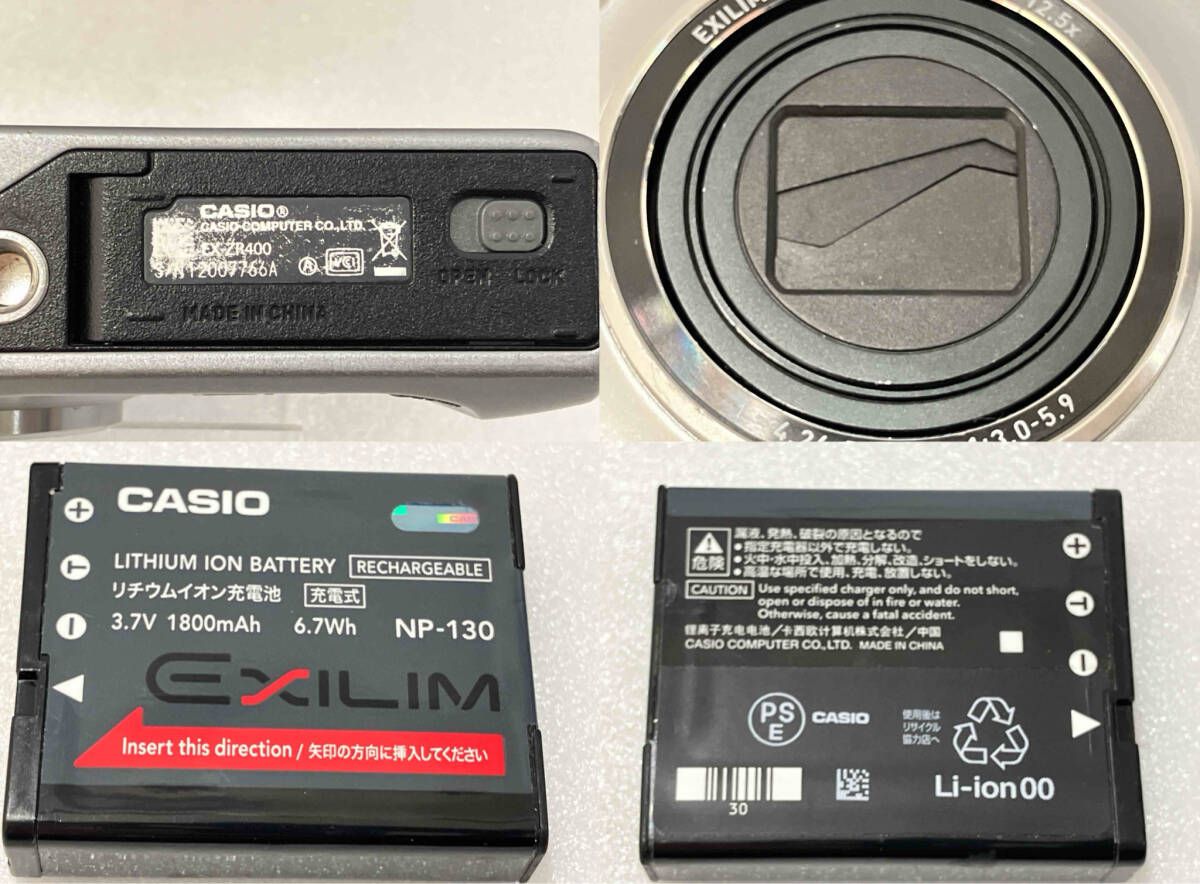 CASIO®
CASIO COMPUTER CO.,LTD.
EX-ZR400
S/N 12007766A
OPEN LOCK
MADE IN CHINA
EXILIM
12.5x
3.0-5.9
CASIO
LITHIUM ION BATTERY RECHARGEABLE
リチウムイオン充電池 充電式
3.7V 1800mAh 6.7Wh NP-130
EXILIM
Insert this direction / 矢印の方向に挿入してください
危険
漏液、発熱、破裂の原因となるので
●指定充電器以外で充電しない。
●火中・水中投入、加熱、分解、改造、ショートをしない。
●高温な場所で使用、充電、放置しない。
CAUTION Use specified charger only, and do not short,
open or dispose of in fire or water.
Otherwise, cause a fatal accident.
锂离子充电电池/卡西欧计算机株式会社/中国
CASIO COMPUTER CO.,LTD. MADE IN CHINA
PSE CASIO
使用後は
リサイクル
協力店へ
Li-ion 00
30